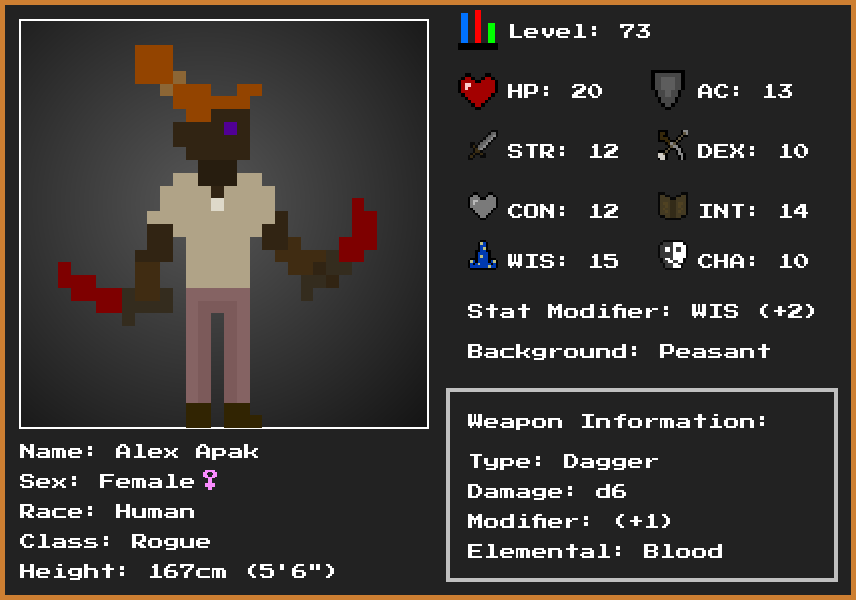 Level: 73
HP: 20
AC: 13
STR: 12
DEX: 10
CON: 12
INT: 14
WIS: 15
CHA: 10
Stat Modifier: WIS (+2)
Background: Peasant
Name: Alex Apak
Sex: Female♀
Race: Human
Class: Rogue
Height: 167cm (5'6")
Weapon Information:
Type: Dagger
Damage: d6
Modifier: (+1)
Elemental: Blood